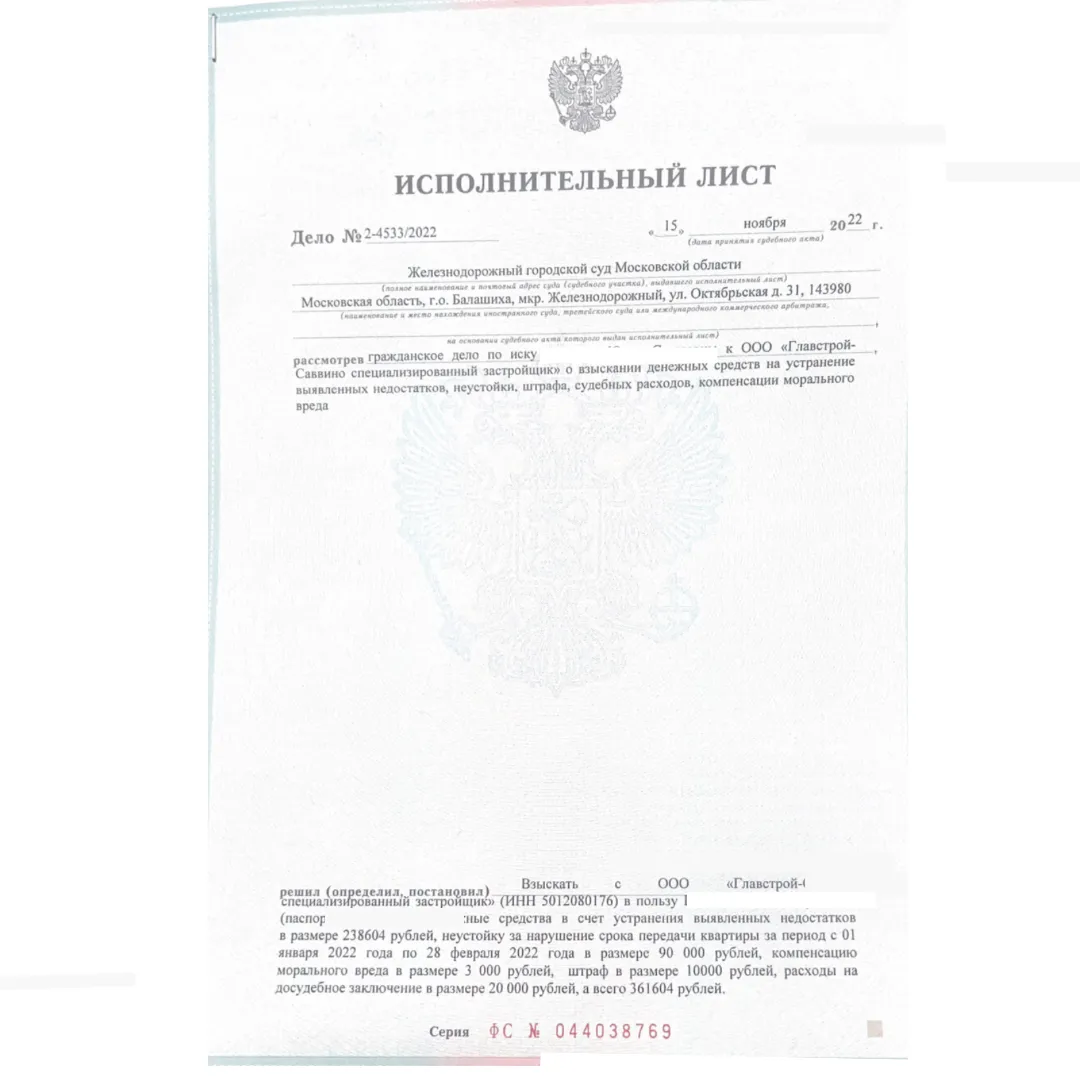 ИСПОЛНИТЕЛЬНЫЙ ЛИСТ
Дело № 2-4533/2022 « 15 » ноября 2022 г.
(дата принятия судебного акта)
Железнодорожный городской суд Московской области
(полное наименование и почтовый адрес суда (судебного участка), выдавшего исполнительный лист)
Московская область, г.о. Балашиха, мкр. Железнодорожный, ул. Октябрьская д. 31, 143980
(наименование и место нахождения иностранного суда, третейского суда или международного коммерческого арбитража,
,
на основании судебного акта которого выдан исполнительный лист)
рассмотрев гражданское дело по иску к ООО «Главстрой- ,
Саввино специализированный застройщик» о взыскании денежных средств на устранение
выявленных недостатков, неустойки, штрафа, судебных расходов, компенсации морального
вреда
решил (определил, постановил) Взыскать с ООО «Главстрой-
специализированный застройщик» (ИНН 5012080176) в пользу
(паспор ные средства в счет устранения выявленных недостатков
в размере 238604 рублей, неустойку за нарушение срока передачи квартиры за период с 01
января 2022 года по 28 февраля 2022 года в размере 90 000 рублей, компенсацию
морального вреда в размере 3 000 рублей, штраф в размере 10000 рублей, расходы на
досудебное заключение в размере 20 000 рублей, а всего 361604 рублей.
Серия ФС № 044038769